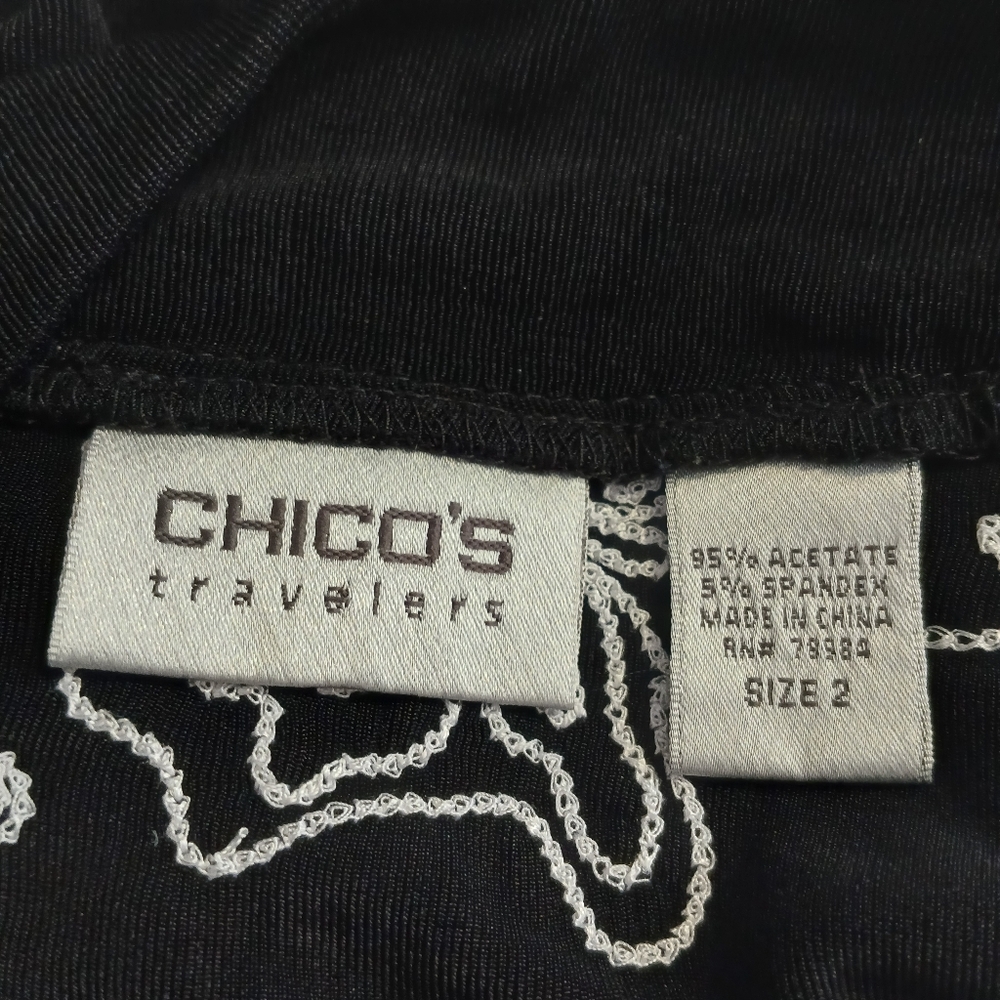 CHICO'S
travelers
95% ACETATE
5% SPANDEX
MADE IN CHINA
RN# 79984
SIZE 2